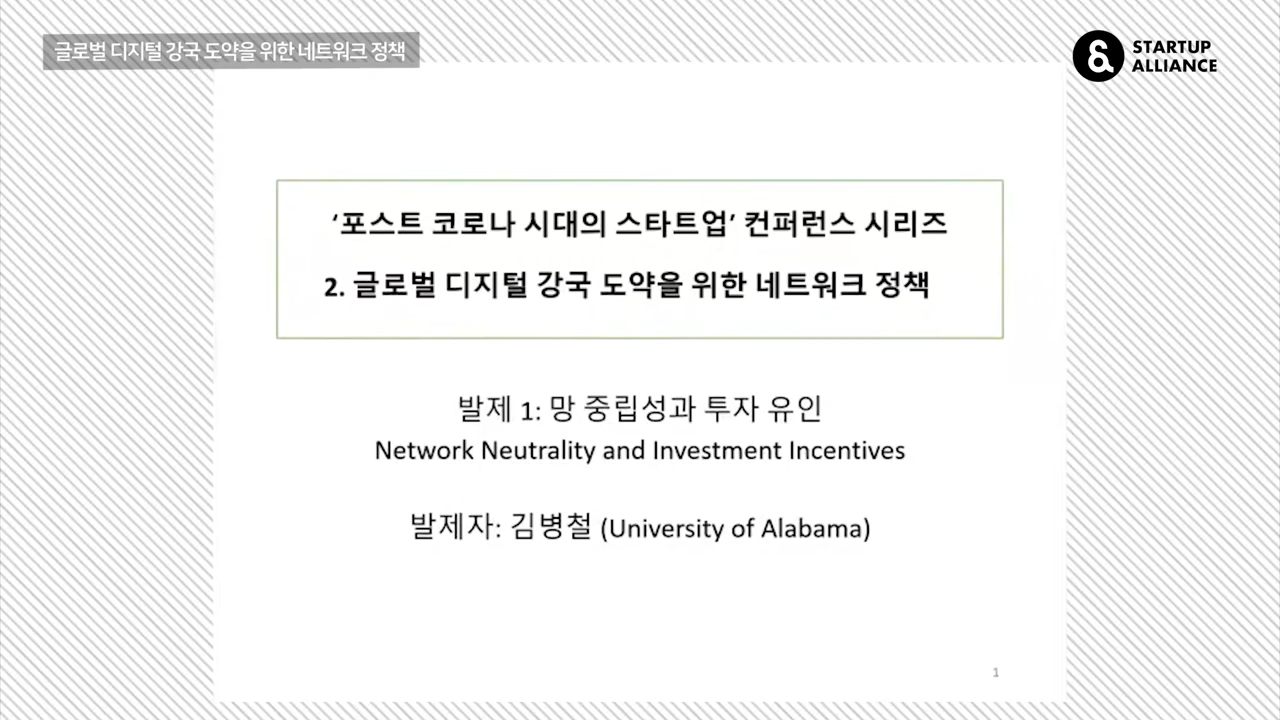 글로벌 디지털 강국 도약을 위한 네트워크 정책
STARTUP
ALLIANCE
‘포스트 코로나 시대의 스타트업’ 컨퍼런스 시리즈
2. 글로벌 디지털 강국 도약을 위한 네트워크 정책
발제 1: 망 중립성과 투자 유인
Network Neutrality and Investment Incentives
발제자: 김병철 (University of Alabama)
1